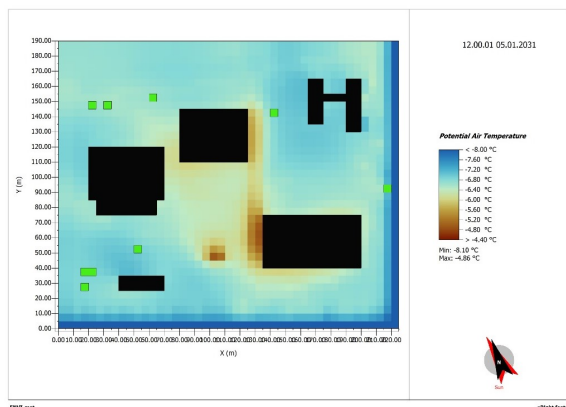 12.00.01 05.01.2031
190.00
180.00
170.00
160.00
150.00
140.00
130.00
120.00
110.00
100.00
90.00
80.00
70.00
60.00
50.00
40.00
30.00
20.00
10.00
0.00
Y (m)
X (m)
Potential Air Temperature
< -8.00 °C
-7.60 °C
-7.20 °C
-6.80 °C
-6.40 °C
-6.00 °C
-5.60 °C
-5.20 °C
-4.80 °C
> -4.40 °C
Min: -8.10 °C
Max: -4.86 °C
N
Sun